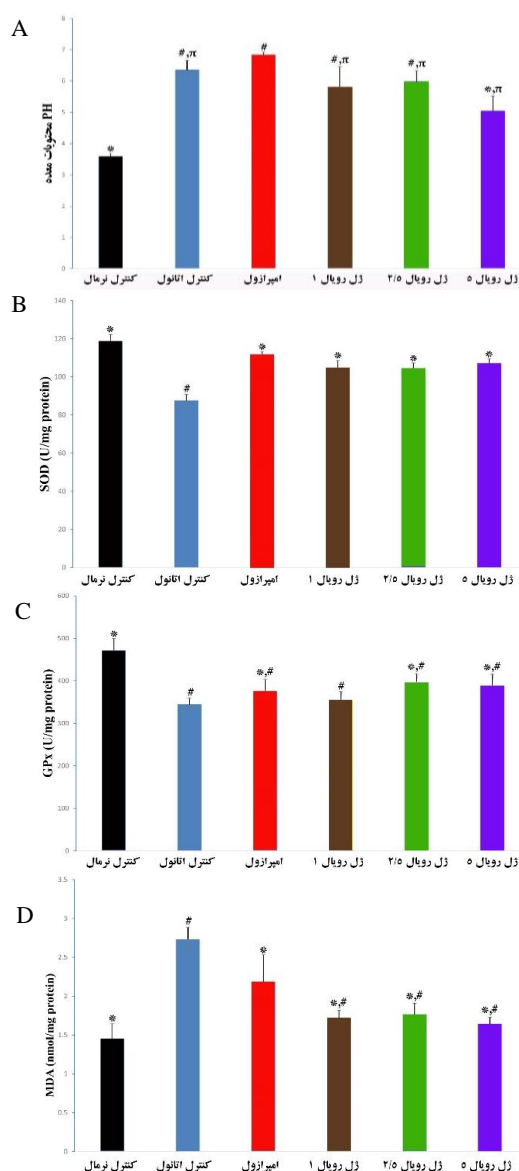 A
PH محتویات معده
8
7
6
5
4
3
2
1
0
*
#,π
#
#,π
#,π
*,π
کنترل نرمال
کنترل اتانول
امپرازول
ژل رویال ۱
ژل رویال ۲/۵
ژل رویال ۵
B
SOD (U/mg protein)
140
120
100
80
60
40
20
0
*
#
*
*
*
*
کنترل نرمال
کنترل اتانول
امپرازول
ژل رویال ۱
ژل رویال ۲/۵
ژل رویال ۵
C
GPx (U/mg protein)
600
500
400
300
200
100
0
*
#
*,#
#
*,#
*,#
کنترل نرمال
کنترل اتانول
امپرازول
ژل رویال ۱
ژل رویال ۲/۵
ژل رویال ۵
D
MDA (nmol/mg protein)
3.5
3
2.5
2
1.5
1
0.5
0
*
#
*
*,#
*,#
*,#
کنترل نرمال
کنترل اتانول
امپرازول
ژل رویال ۱
ژل رویال ۲/۵
ژل رویال ۵